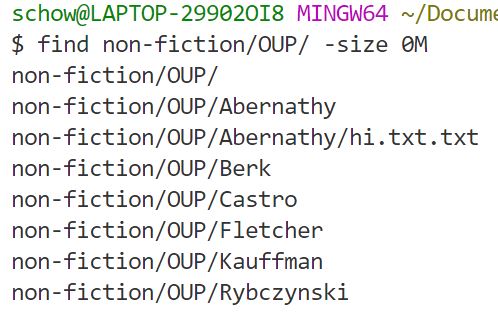 schow@LAPTOP-29902OI8 MINGW64 ~/Docume
$ find non-fiction/OUP/ -size 0M
non-fiction/OUP/
non-fiction/OUP/Abernathy
non-fiction/OUP/Abernathy/hi.txt.txt
non-fiction/OUP/Berk
non-fiction/OUP/Castro
non-fiction/OUP/Fletcher
non-fiction/OUP/Kauffman
non-fiction/OUP/Rybczynski